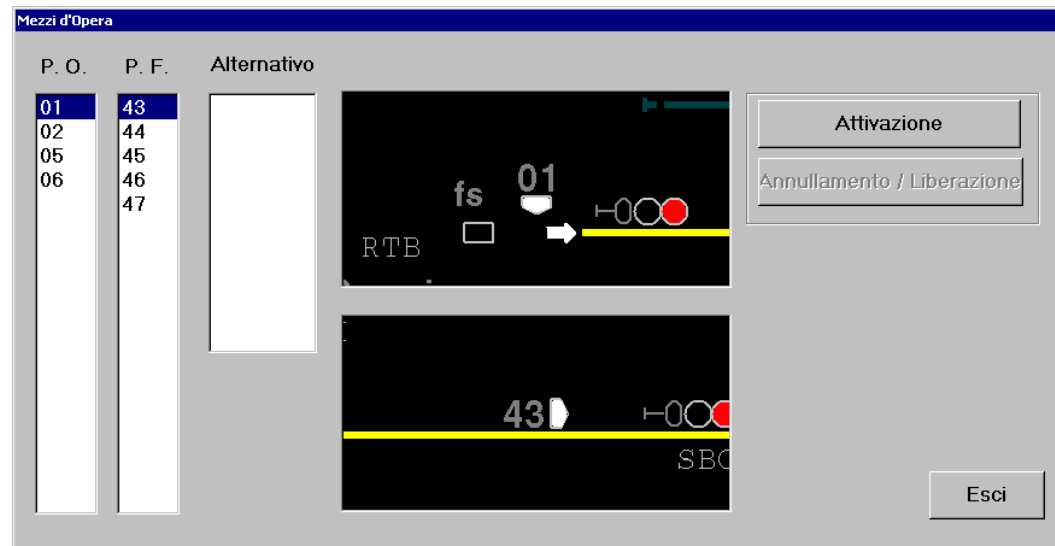 Mezzi d'Opera
P. O.
P. F.
Alternativo
01
02
05
06
43
44
45
46
47
01
fs
RTB
43
SBC
Attivazione
Annullamento / Liberazione
Esci